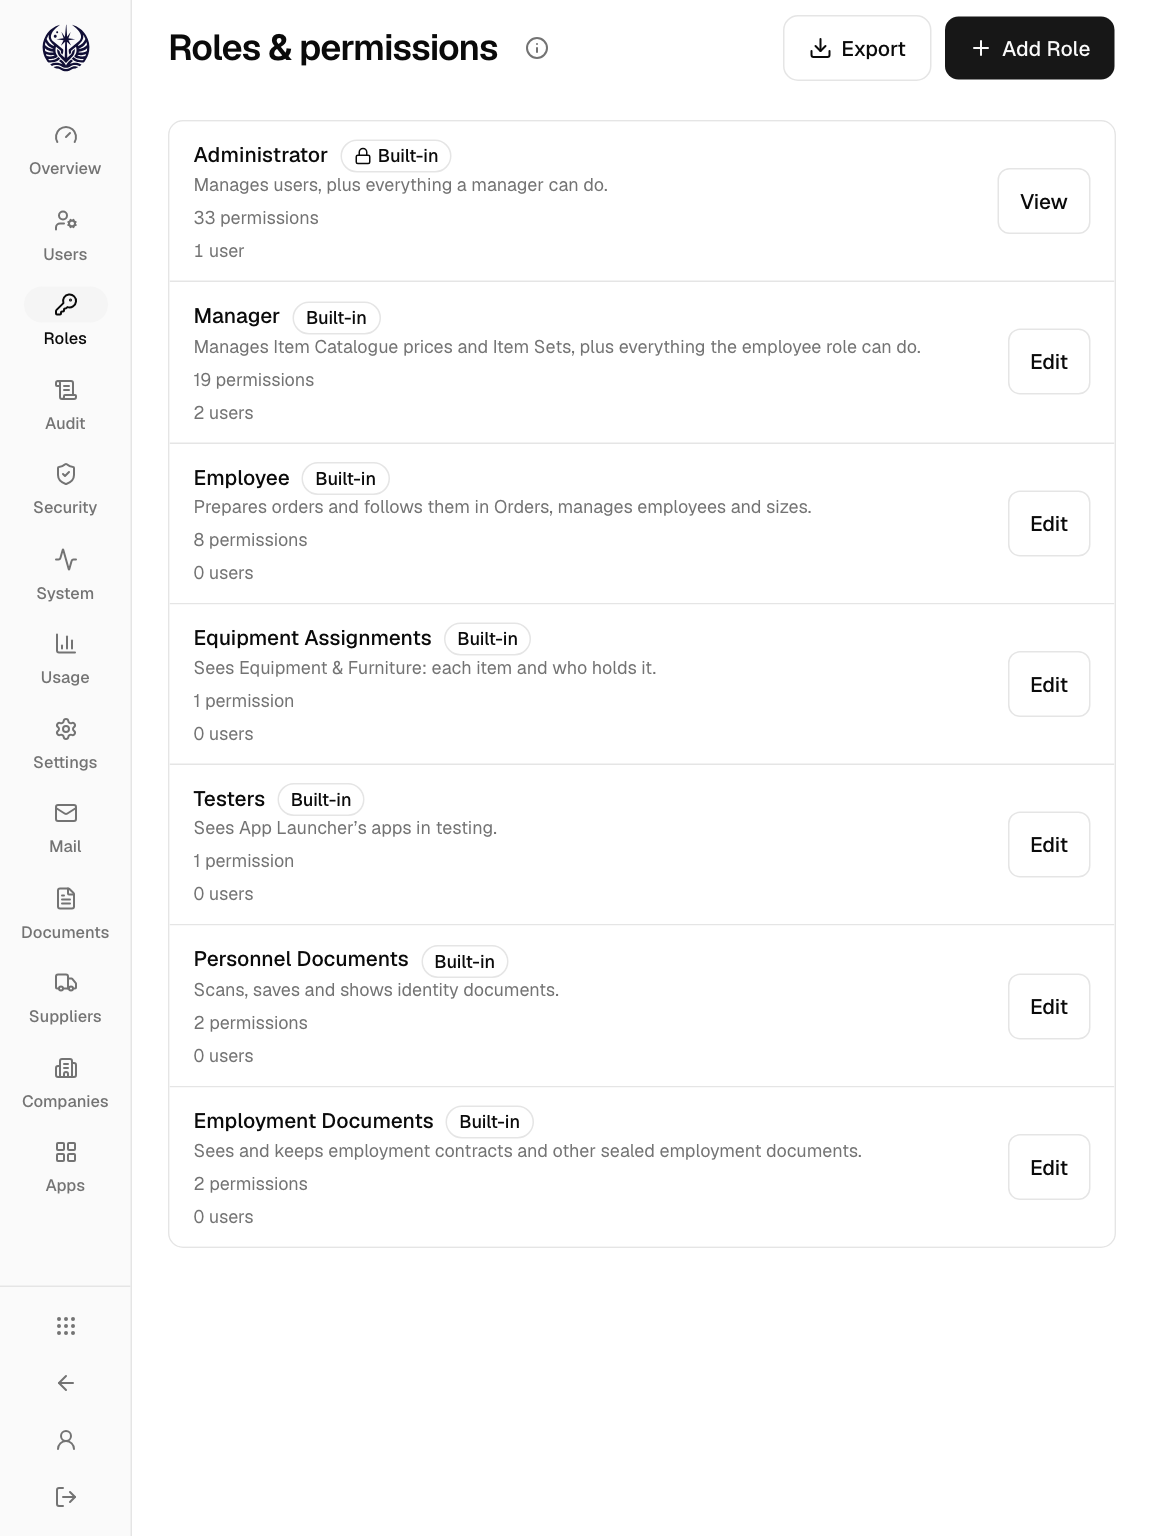 Roles & permissions
Export
Add Role
Overview
Users
Roles
Audit
Security
System
Usage
Settings
Mail
Documents
Suppliers
Companies
Apps
Administrator
Built-in
Manages users, plus everything a manager can do.
33 permissions
1 user
View
Manager
Built-in
Manages Item Catalogue prices and Item Sets, plus everything the employee role can do.
19 permissions
2 users
Edit
Employee
Built-in
Prepares orders and follows them in Orders, manages employees and sizes.
8 permissions
0 users
Edit
Equipment Assignments
Built-in
Sees Equipment & Furniture: each item and who holds it.
1 permission
0 users
Edit
Testers
Built-in
Sees App Launcher’s apps in testing.
1 permission
0 users
Edit
Personnel Documents
Built-in
Scans, saves and shows identity documents.
2 permissions
0 users
Edit
Employment Documents
Built-in
Sees and keeps employment contracts and other sealed employment documents.
2 permissions
0 users
Edit